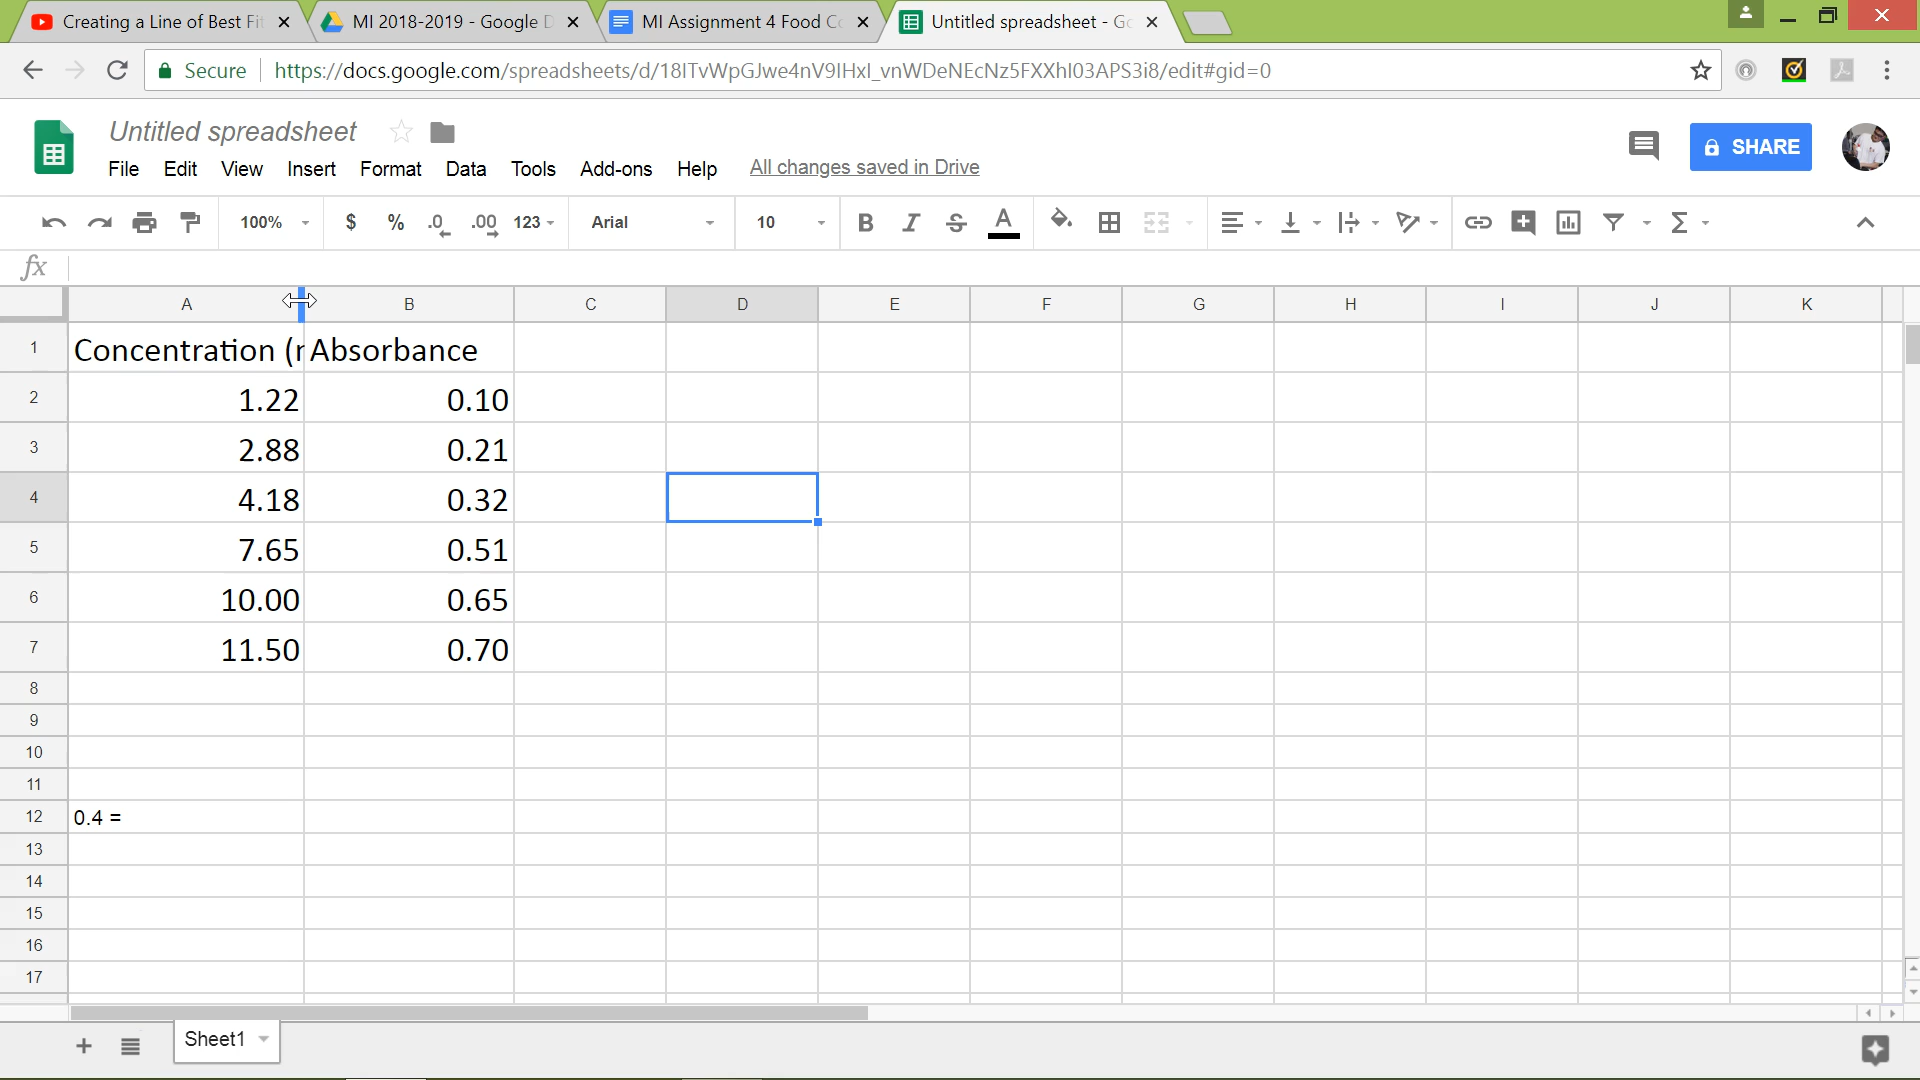 Creating a Line of Best Fit
MI 2018-2019 - Google D
MI Assignment 4 Food Co
Untitled spreadsheet - Go
Secure
https://docs.google.com/spreadsheets/d/18ITvWpGJwe4nV9IHxI_vnWDeNEcNz5FXXhI03APS3i8/edit#gid=0
Untitled spreadsheet
SHARE
File Edit View Insert Format Data Tools Add-ons Help All changes saved in Drive
100% $ % .0 .00 123 Arial 10 B I S A Σ
fx
A B C D E F G H I J K
1 Concentration ( Absorbance
2 1.22 0.10
3 2.88 0.21
4 4.18 0.32
5 7.65 0.51
6 10.00 0.65
7 11.50 0.70
8
9
10
11
12 0.4 =
13
14
15
16
17
Sheet1